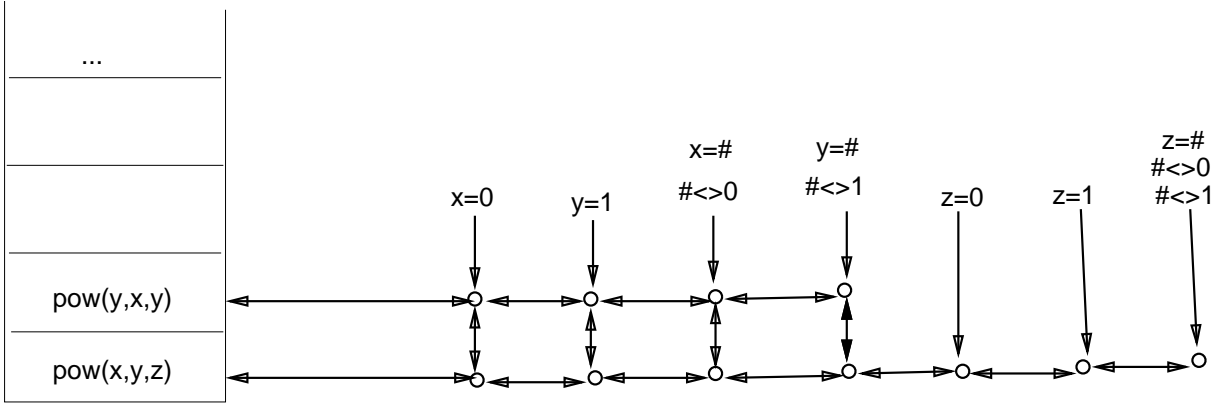 ...
pow(y,x,y)
pow(x,y,z)
x=0
y=1
x=#
#<>0
y=#
#<>1
z=0
z=1
z=#
#<>0
#<>1